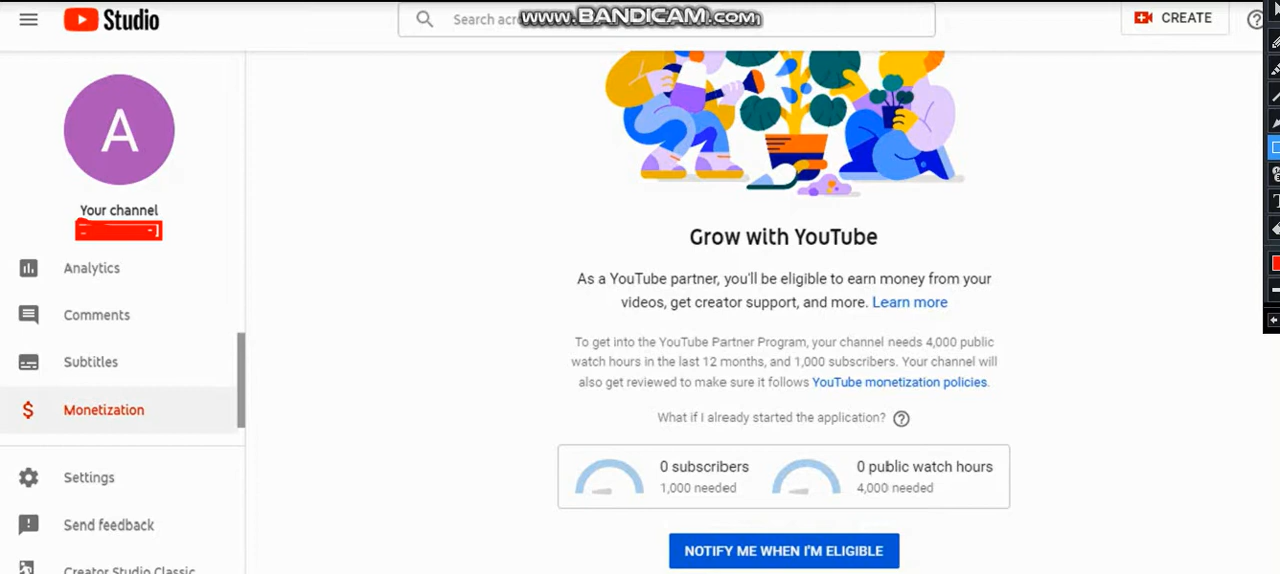 Studio
Search acr
www.BANDICAM.com
CREATE
A
Your channel
Analytics
Comments
Subtitles
Monetization
Settings
Send feedback
Creator Studio Classic
Grow with YouTube
As a YouTube partner, you'll be eligible to earn money from your
videos, get creator support, and more. Learn more
To get into the YouTube Partner Program, your channel needs 4,000 public
watch hours in the last 12 months, and 1,000 subscribers. Your channel will
also get reviewed to make sure it follows YouTube monetization policies.
What if I already started the application? ?
0 subscribers
1,000 needed
0 public watch hours
4,000 needed
NOTIFY ME WHEN I'M ELIGIBLE